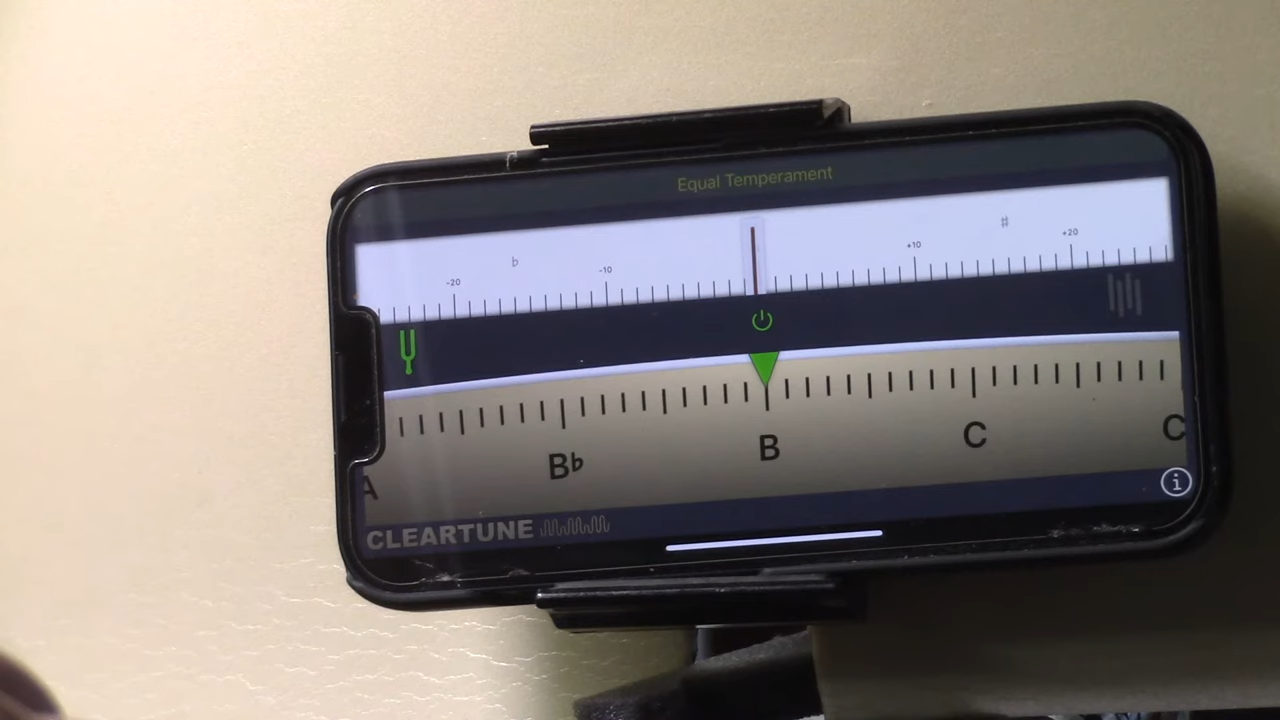 Equal Temperament
♭ ♯
-20 -10 +10 +20
A B♭ B C C
CLEARTUNE
i